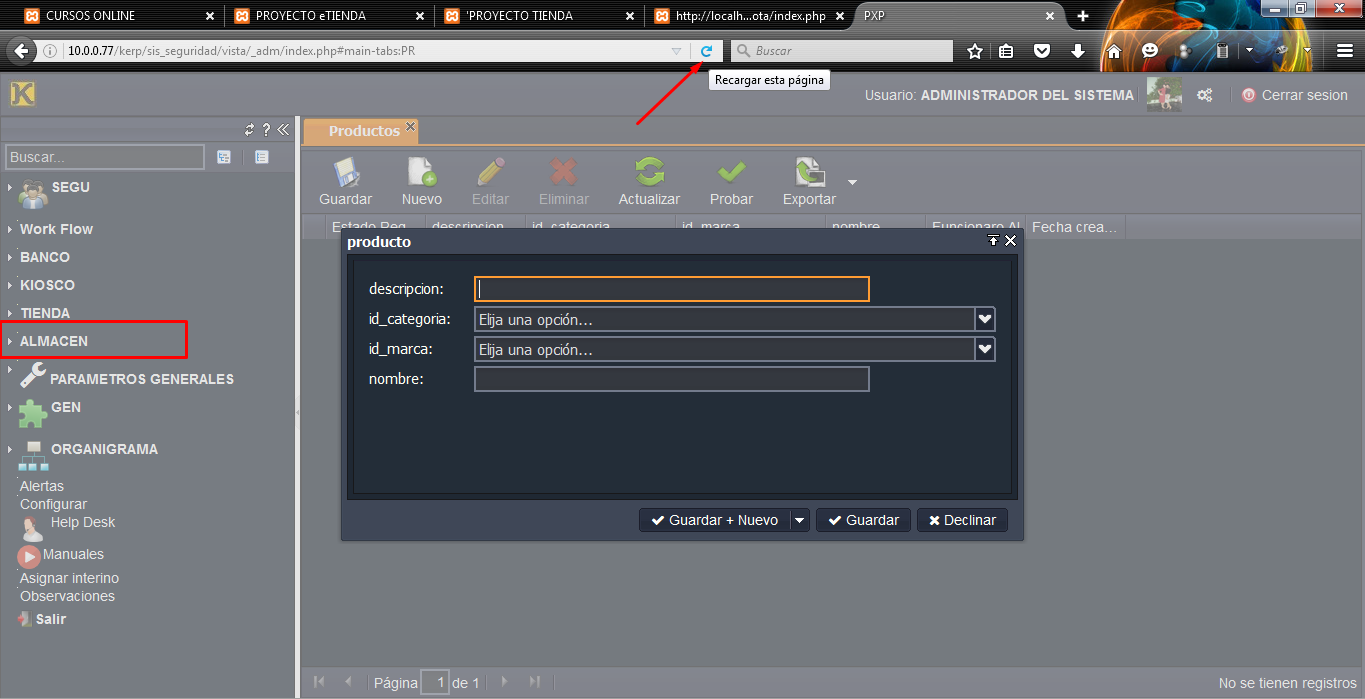 CURSOS ONLINE
PROYECTO eTIENDA
'PROYECTO TIENDA
http://localh...ota/index.php
PXP
10.0.0.77/kerp/sis_seguridad/vista/_adm/index.php#main-tabs:PR
Buscar
Recargar esta página
K
Usuario: ADMINISTRADOR DEL SISTEMA
Cerrar sesion
Buscar...
SEGU
Work Flow
BANCO
KIOSCO
TIENDA
ALMACEN
PARAMETROS GENERALES
GEN
ORGANIGRAMA
Alertas
Configurar
Help Desk
Manuales
Asignar interino
Observaciones
Salir
Productos
Guardar
Nuevo
Editar
Eliminar
Actualizar
Probar
Exportar
Estado Reg.
descripcion
id_categoria
id_marca
nombre
Funcionaro Al
Fecha crea...
producto
descripcion:
id_categoria: Elija una opción...
id_marca: Elija una opción...
nombre:
Guardar + Nuevo
Guardar
Declinar
Página 1 de 1
No se tienen registros